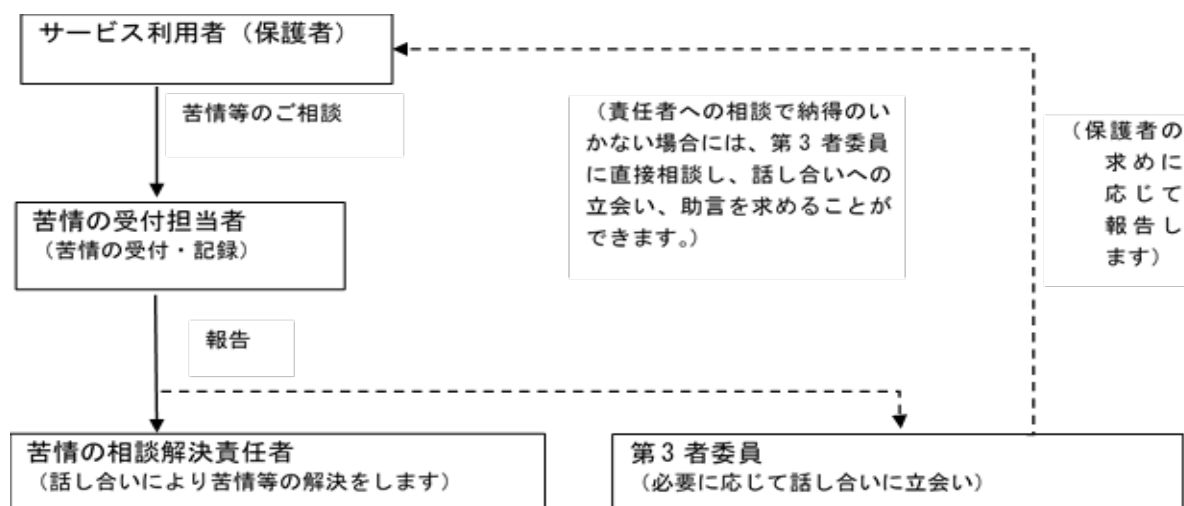 サービス利用者（保護者）
苦情等のご相談
（責任者への相談で納得のい
かない場合には、第３者委員
に直接相談し、話し合いへの
立会い、助言を求めることが
できます。）
（保護者の
求めに
応じて
報告し
ます）
苦情の受付担当者
（苦情の受付・記録）
報告
苦情の相談解決責任者
（話し合いにより苦情等の解決をします）
第３者委員
（必要に応じて話し合いに立会い）